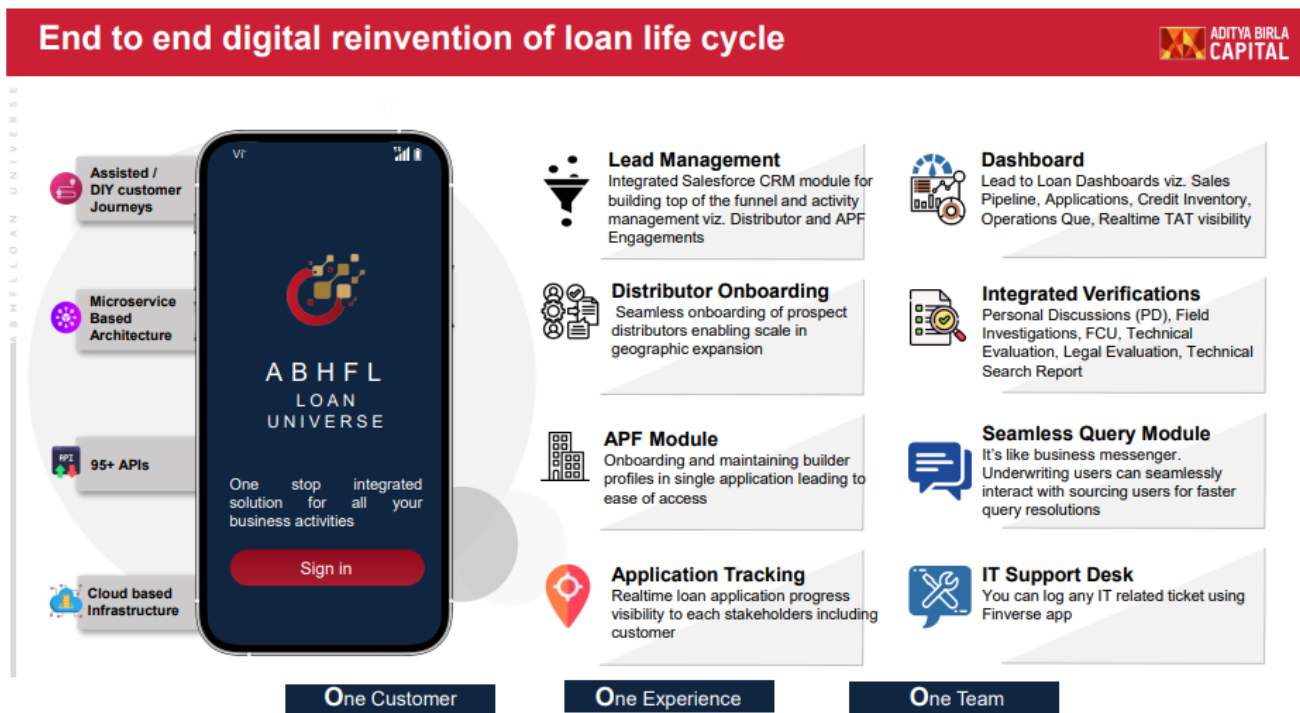 End to end digital reinvention of loan life cycle
ADITYA BIRLA
CAPITAL
ABHFL LOAN UNIVERSE
Assisted /
DIY customer
Journeys
Microservice
Based
Architecture
API
95+ APIs
Cloud based
Infrastructure
ABHFL
LOAN
UNIVERSE
One stop integrated
solution for all your
business activities
Sign in
Lead Management
Integrated Salesforce CRM module for
building top of the funnel and activity
management viz. Distributor and APF
Engagements
Distributor Onboarding
Seamless onboarding of prospect
distributors enabling scale in
geographic expansion
APF Module
Onboarding and maintaining builder
profiles in single application leading to
ease of access
Application Tracking
Realtime loan application progress
visibility to each stakeholders including
customer
Dashboard
Lead to Loan Dashboards viz. Sales
Pipeline, Applications, Credit Inventory,
Operations Que, Realtime TAT visibility
Integrated Verifications
Personal Discussions (PD), Field
Investigations, FCU, Technical
Evaluation, Legal Evaluation, Technical
Search Report
Seamless Query Module
It's like business messenger.
Underwriting users can seamlessly
interact with sourcing users for faster
query resolutions
IT Support Desk
You can log any IT related ticket using
Finverse app
One Customer
One Experience
One Team